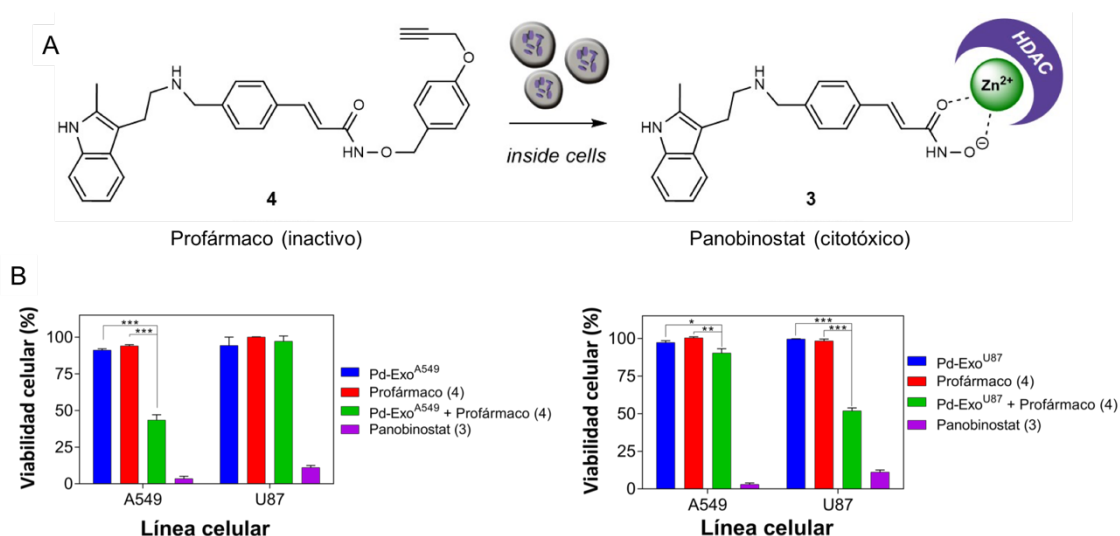 A
H
N
HN
O
O
HN
O
4
Profármaco (inactivo)
inside cells
H
N
HN
O
HN
O
⊖
Zn2+
HDAC
3
Panobinostat (citotóxico)
B
Viabilidad celular (%)
100
75
50
25
0
***
***
A549
U87
Línea celular
Pd-ExoA549
Profármaco (4)
Pd-ExoA549 + Profármaco (4)
Panobinostat (3)
Viabilidad celular (%)
100
75
50
25
0
*
**
***
***
A549
U87
Línea celular
Pd-ExoU87
Profármaco (4)
Pd-ExoU87 + Profármaco (4)
Panobinostat (3)